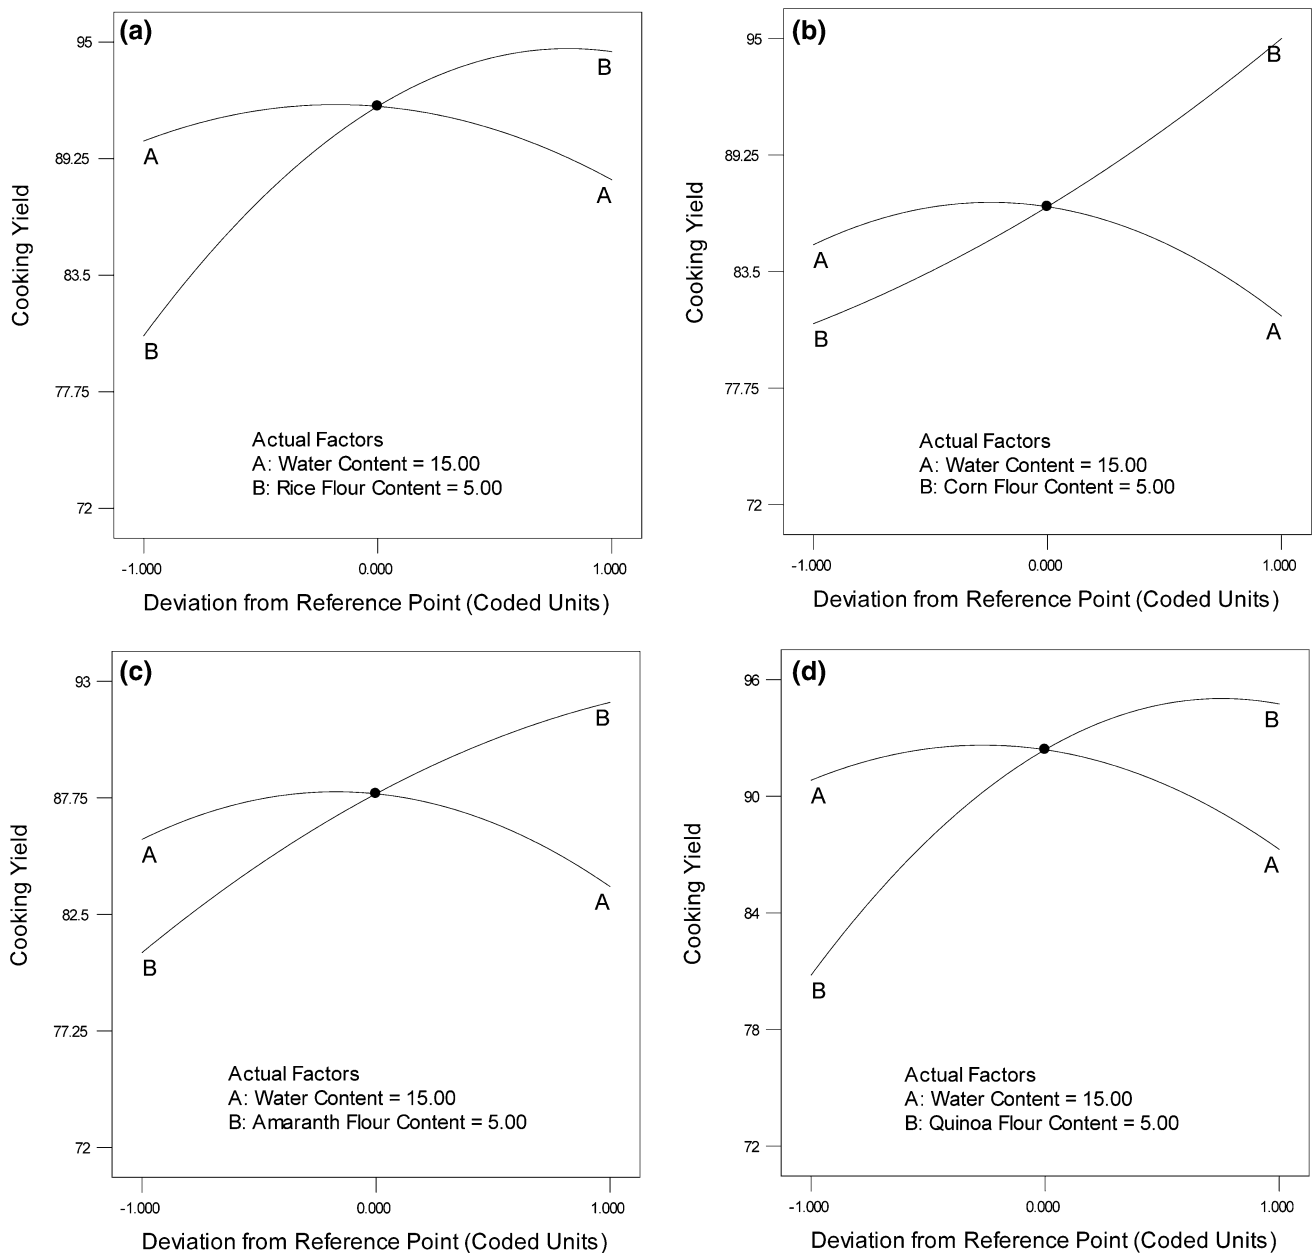 (a)
Cooking Yield
95
89.25
83.5
77.75
72
A
B
B
A
Actual Factors
A: Water Content = 15.00
B: Rice Flour Content = 5.00
-1.000
0.000
1.000
Deviation from Reference Point (Coded Units)
(b)
Cooking Yield
95
89.25
83.5
77.75
72
A
B
B
A
Actual Factors
A: Water Content = 15.00
B: Corn Flour Content = 5.00
-1.000
0.000
1.000
Deviation from Reference Point (Coded Units)
(c)
Cooking Yield
93
87.75
82.5
77.25
72
A
B
B
A
Actual Factors
A: Water Content = 15.00
B: Amaranth Flour Content = 5.00
-1.000
0.000
1.000
Deviation from Reference Point (Coded Units)
(d)
Cooking Yield
96
90
84
78
72
A
B
B
A
Actual Factors
A: Water Content = 15.00
B: Quinoa Flour Content = 5.00
-1.000
0.000
1.000
Deviation from Reference Point (Coded Units)